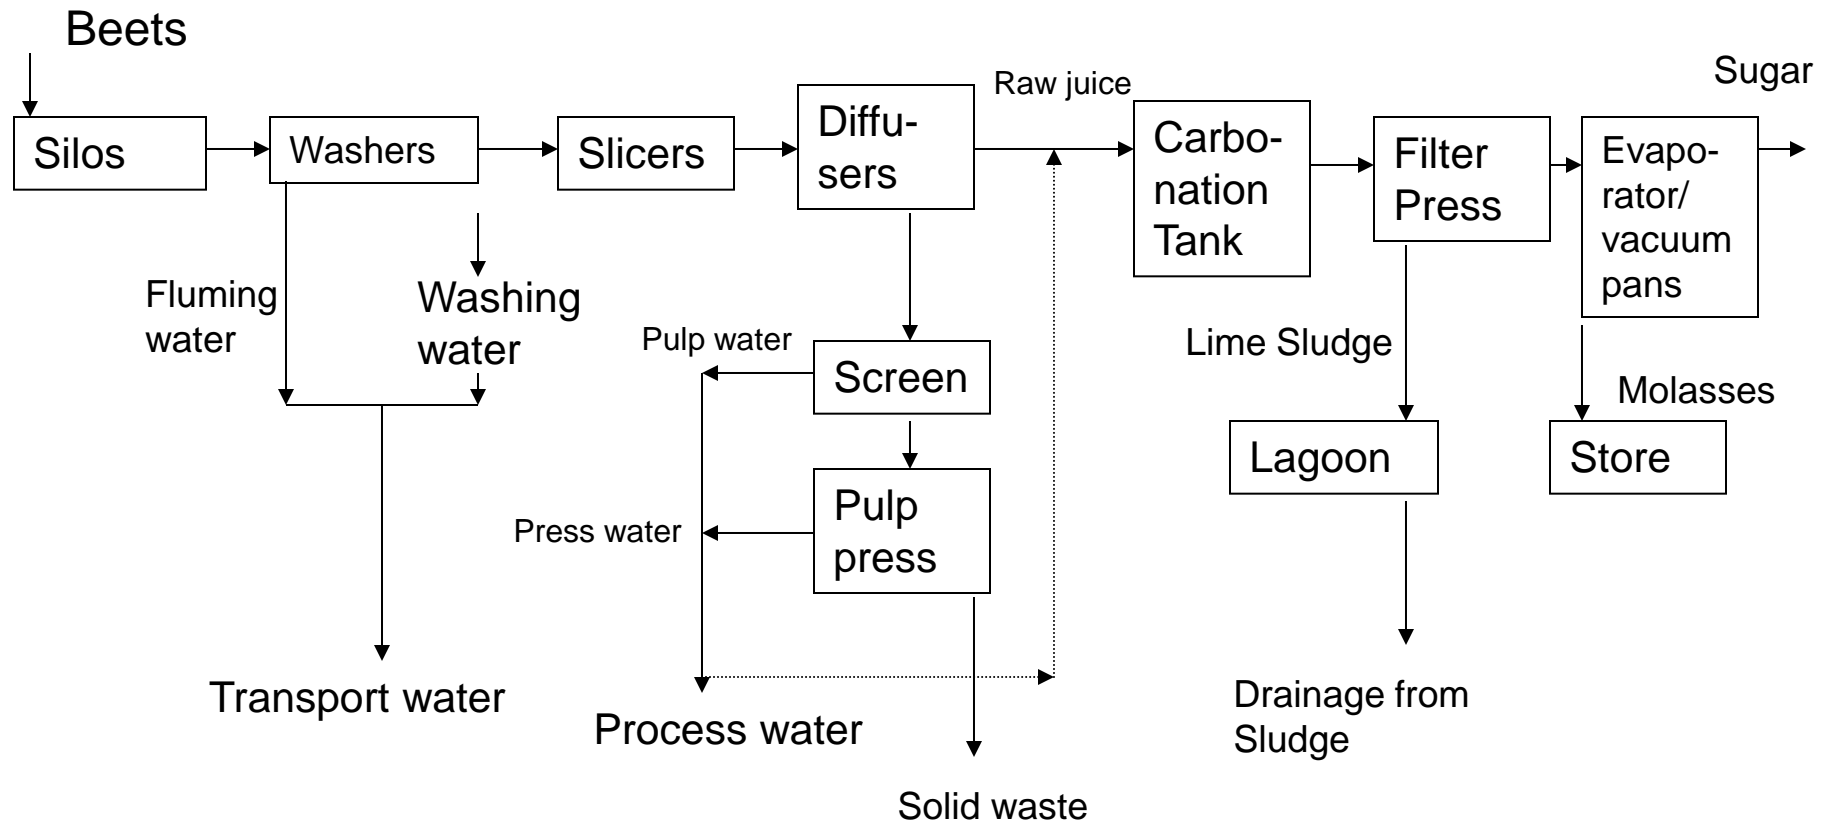 Beets
Sugar
Raw juice
Silos
Washers
Slicers
Diffu-
sers
Carbo-
nation
Tank
Filter
Press
Evapo-
rator/
vacuum
pans
Fluming
water
Washing
water
Pulp water
Screen
Lime Sludge
Molasses
Lagoon
Store
Press water
Pulp
press
Transport water
Process water
Drainage from
Sludge
Solid waste